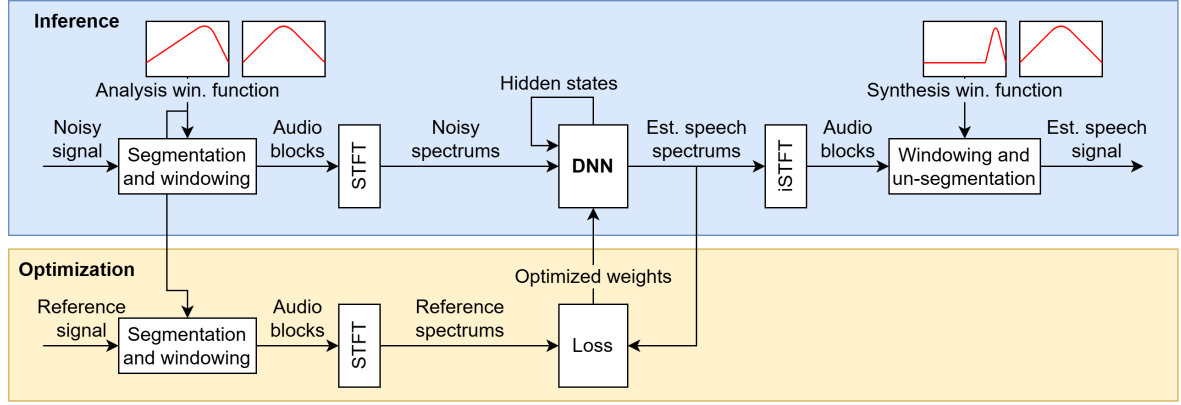 Inference
Analysis win. function
Hidden states
Synthesis win. function
Noisy
signal
Segmentation
and windowing
Audio
blocks
STFT
Noisy
spectrums
DNN
Est. speech
spectrums
iSTFT
Audio
blocks
Windowing and
un-segmentation
Est. speech
signal
Optimization
Optimized weights
Reference
signal
Segmentation
and windowing
Audio
blocks
STFT
Reference
spectrums
Loss